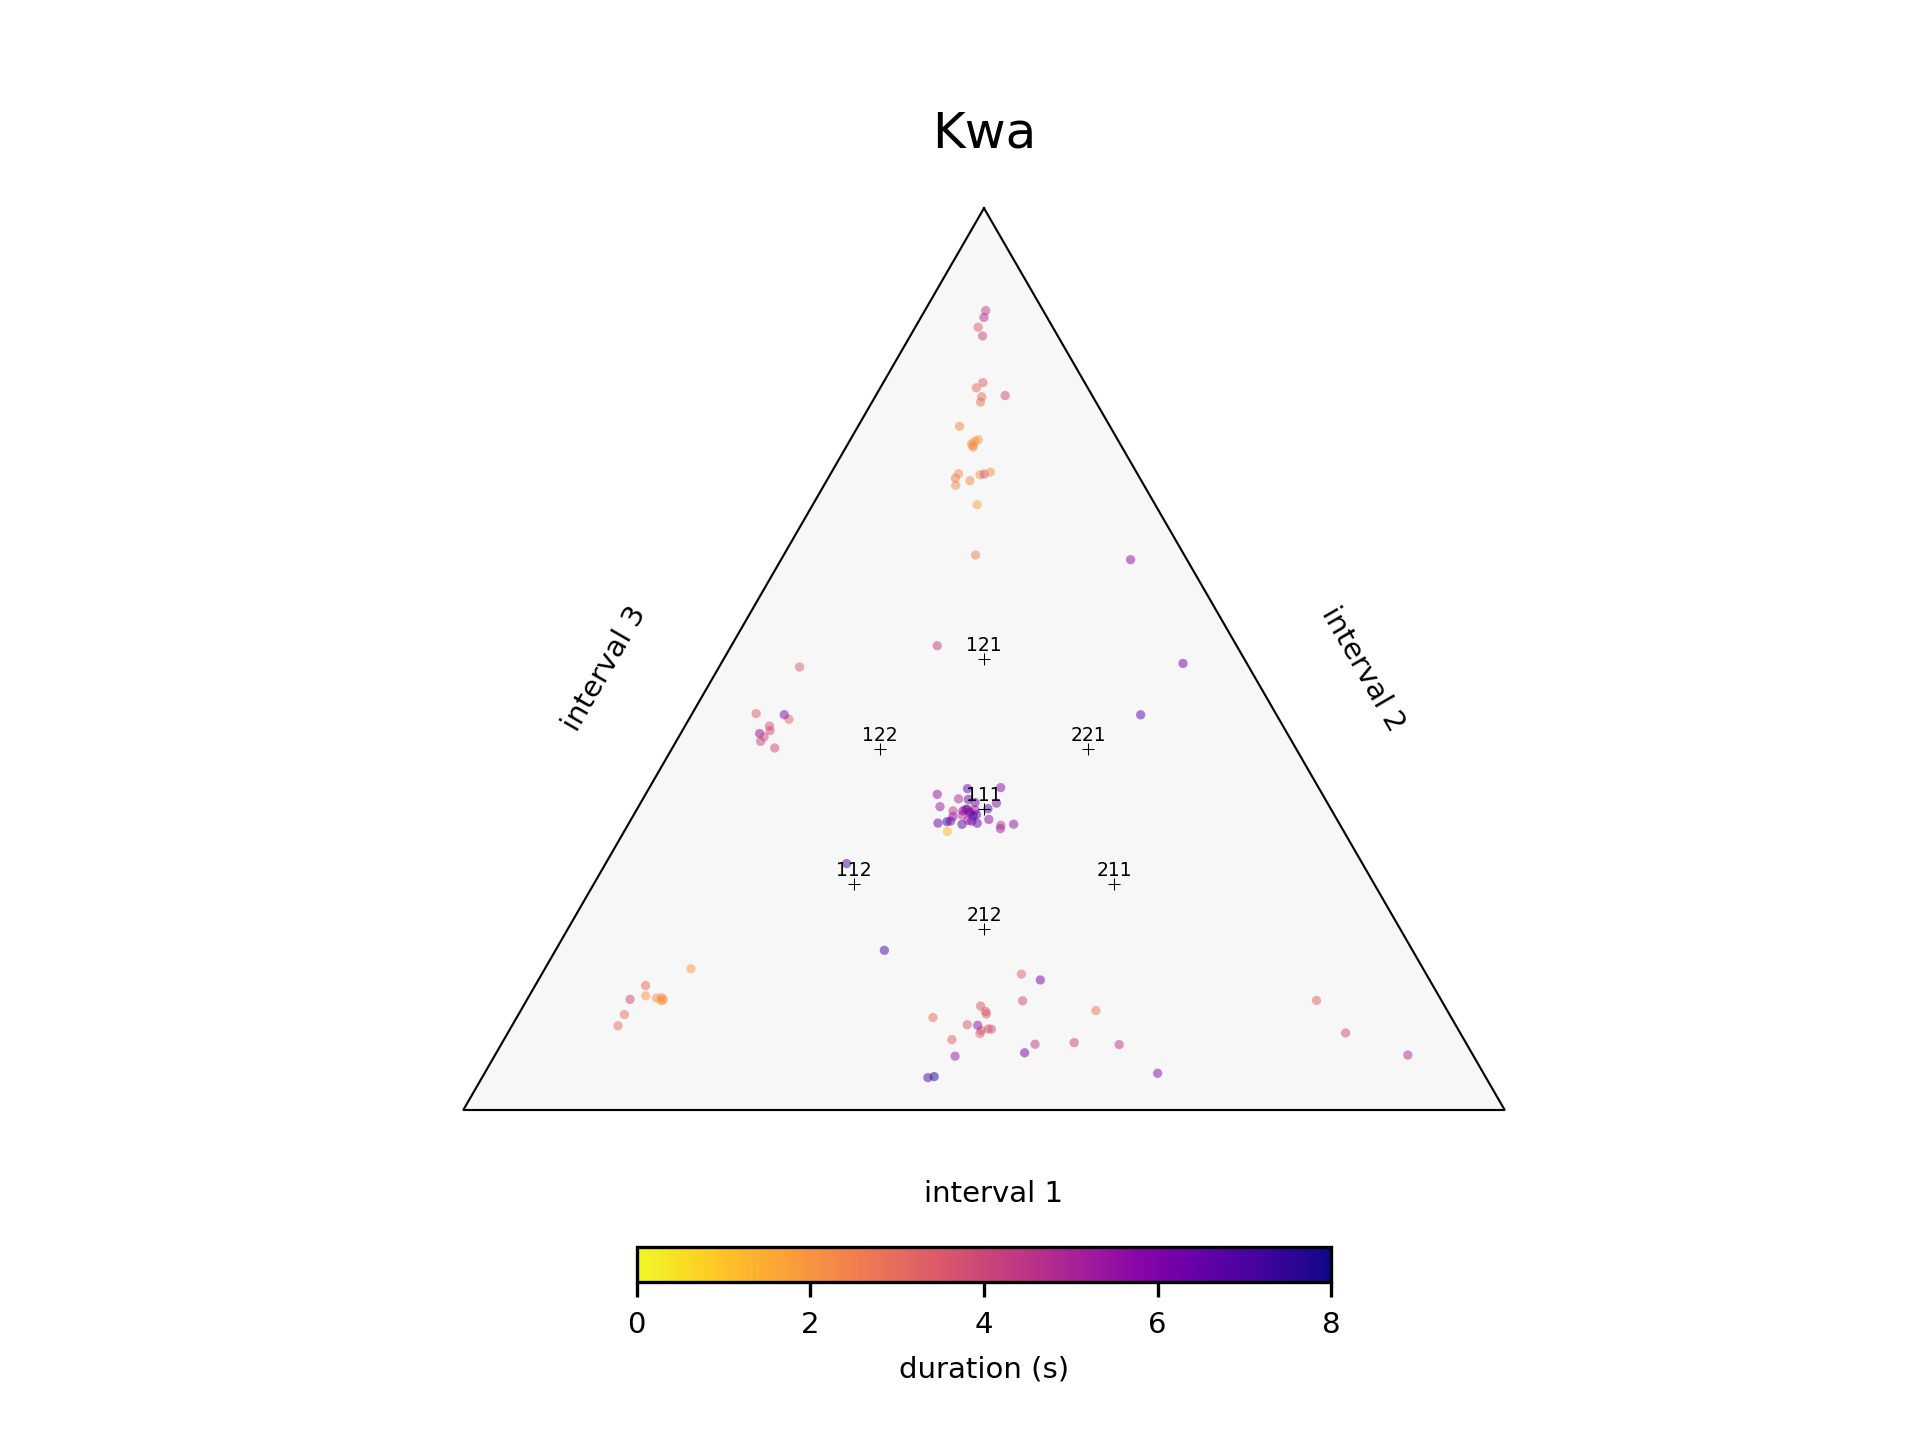 Kwa
interval 3
interval 2
121
122
221
111
112
211
212
interval 1
0 2 4 6 8
duration (s)